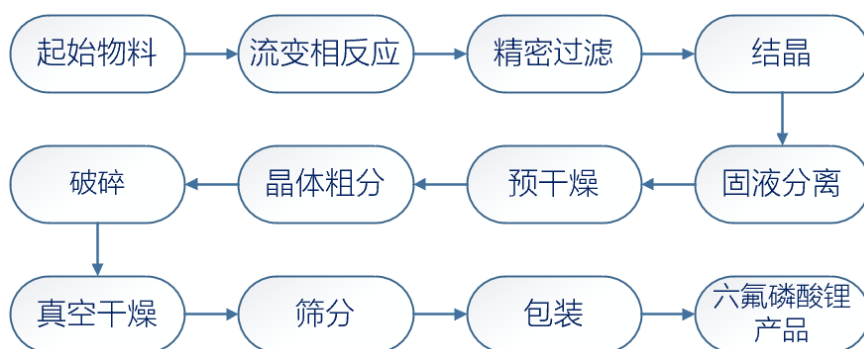 起始物料
流变相反应
精密过滤
结晶
固液分离
预干燥
晶体粗分
破碎
真空干燥
筛分
包装
六氟磷酸锂
产品